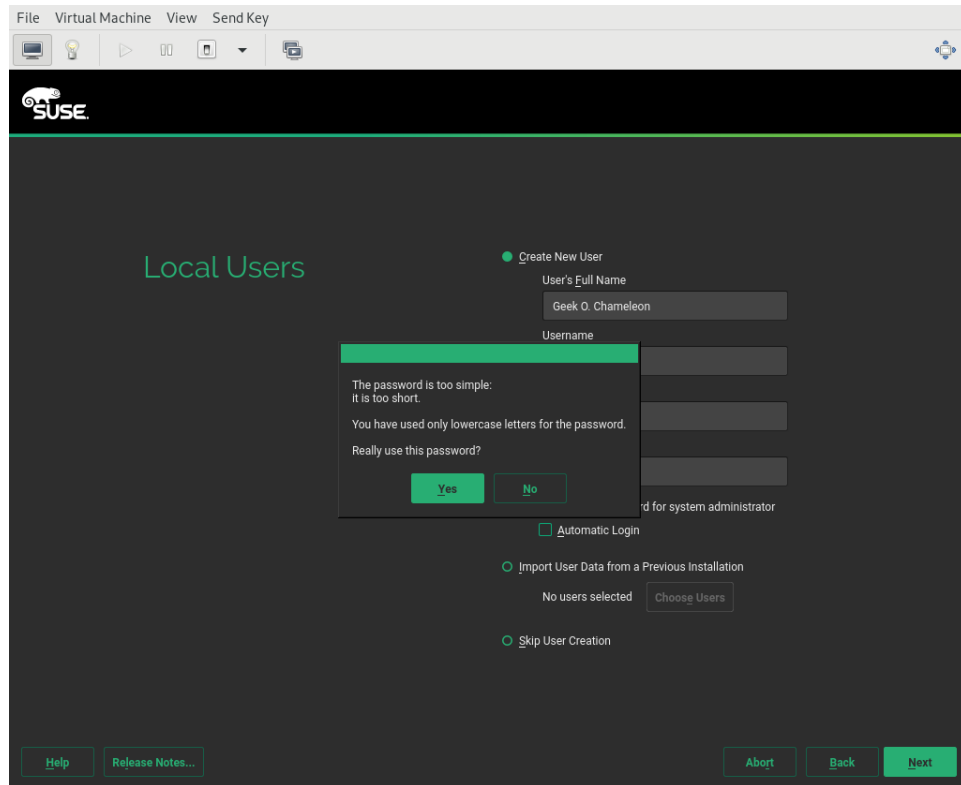 File Virtual Machine View Send Key
SUSE.
Local Users
Create New User
User's Full Name
Geek O. Chameleon
Username
The password is too simple:
it is too short.
You have used only lowercase letters for the password.
Really use this password?
Yes No
for system administrator
Automatic Login
Import User Data from a Previous Installation
No users selected Choose Users
Skip User Creation
Help Release Notes... Abort Back Next